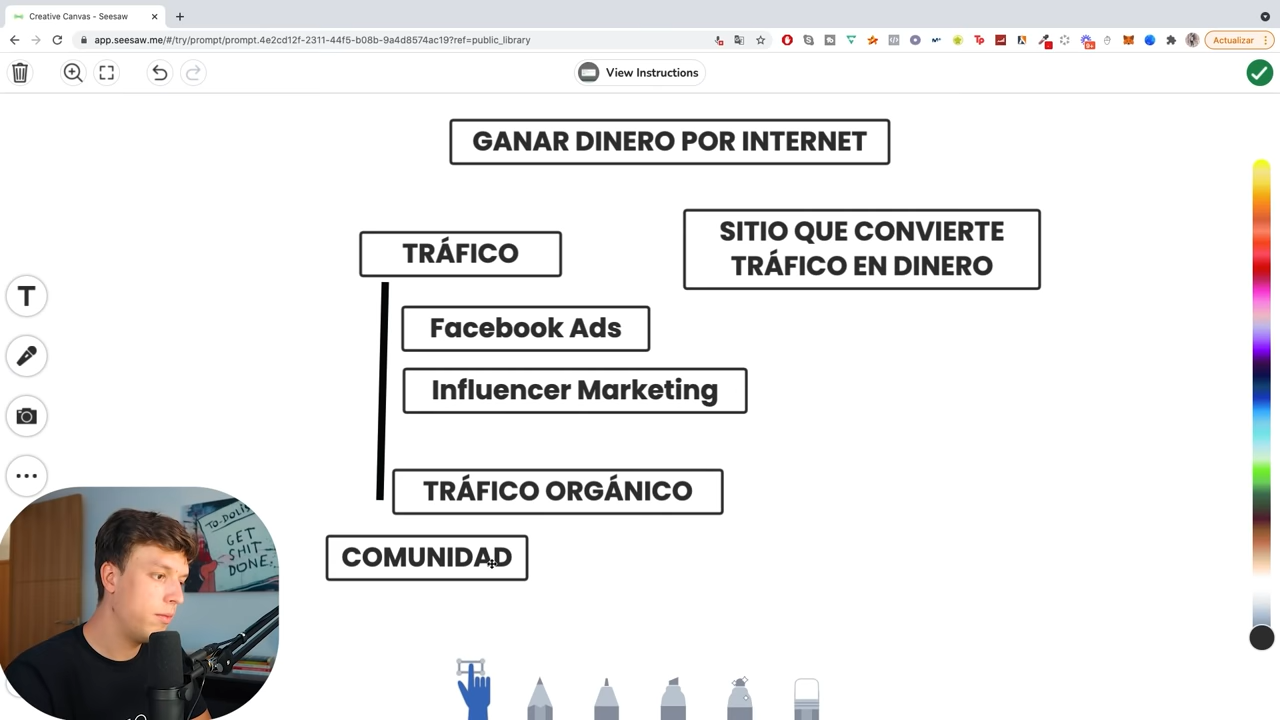 Creative Canvas - Seesaw
app.seesaw.me/#/try/prompt/prompt.4e2cd12f-2311-44f5-b08b-9a4d8574ac19?ref=public_library
Actualizar
View Instructions
GANAR DINERO POR INTERNET
TRÁFICO
SITIO QUE CONVIERTE
TRÁFICO EN DINERO
Facebook Ads
Influencer Marketing
TRÁFICO ORGÁNICO
COMUNIDAD
T
TO-DO LIST
GET
SHIT
DONE.